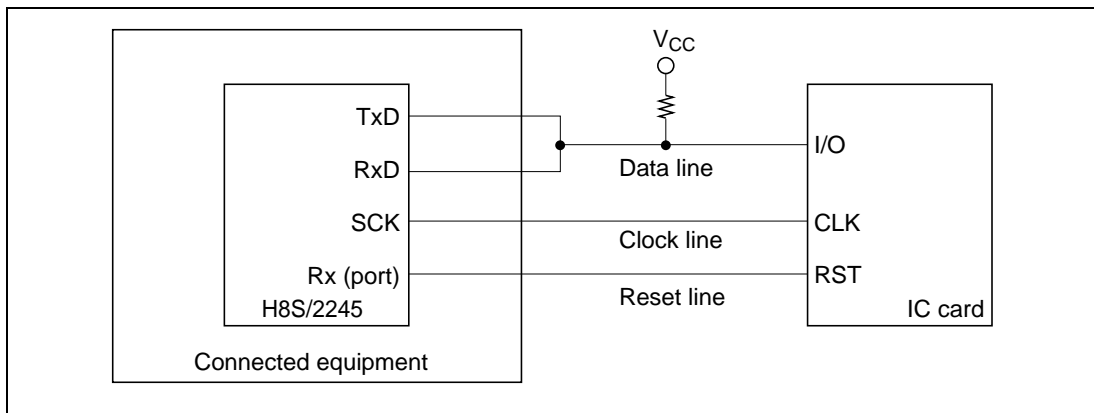 VCC
TxD
RxD
SCK
Rx (port)
H8S/2245
Connected equipment
Data line
Clock line
Reset line
I/O
CLK
RST
IC card